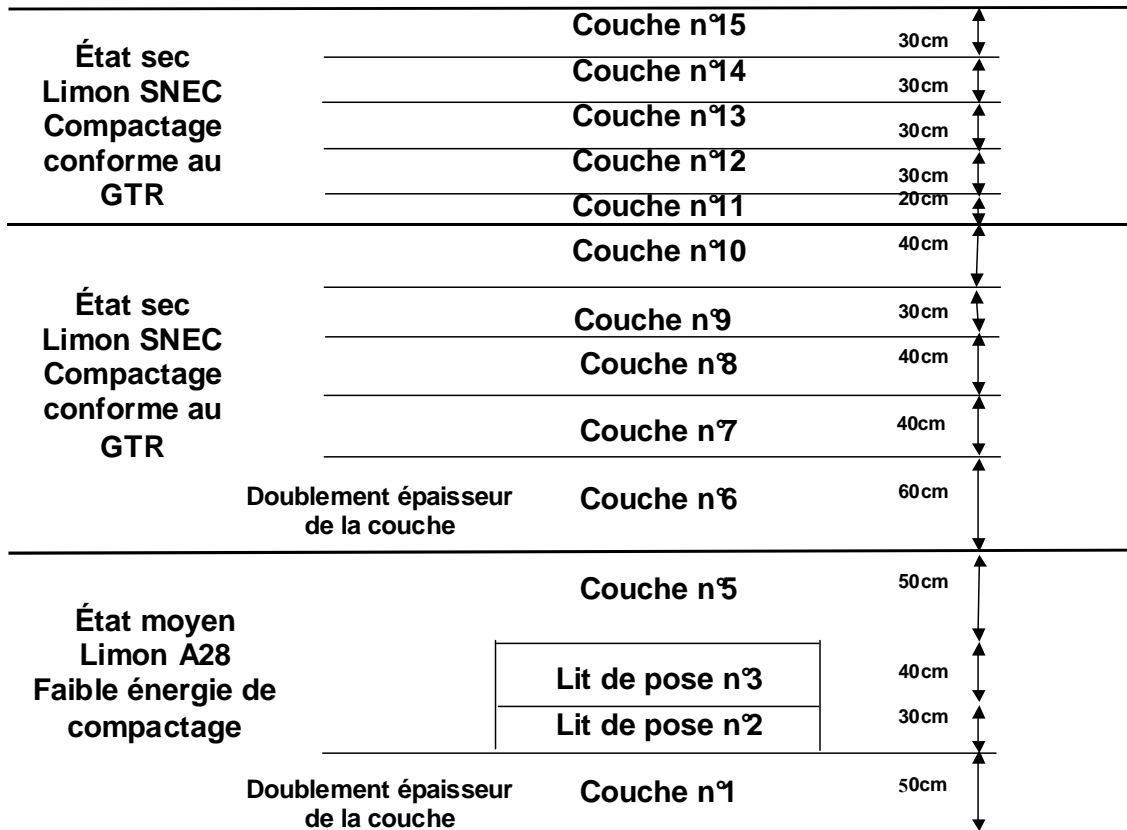 Couche n°15
30cm
État sec
Limon SNEC
Compactage
conforme au
GTR
Couche n°14
30cm
Couche n°13
30cm
Couche n°12
30cm
Couche n°11
20cm
Couche n°10
40cm
État sec
Limon SNEC
Compactage
conforme au
GTR
Couche n°9
30cm
Couche n°8
40cm
Couche n°7
40cm
Doublement épaisseur
de la couche
Couche n°6
60cm
Couche n°5
50cm
État moyen
Limon A28
Faible énergie de
compactage
Lit de pose n°3
40cm
Lit de pose n°2
30cm
Doublement épaisseur
de la couche
Couche n°1
50cm